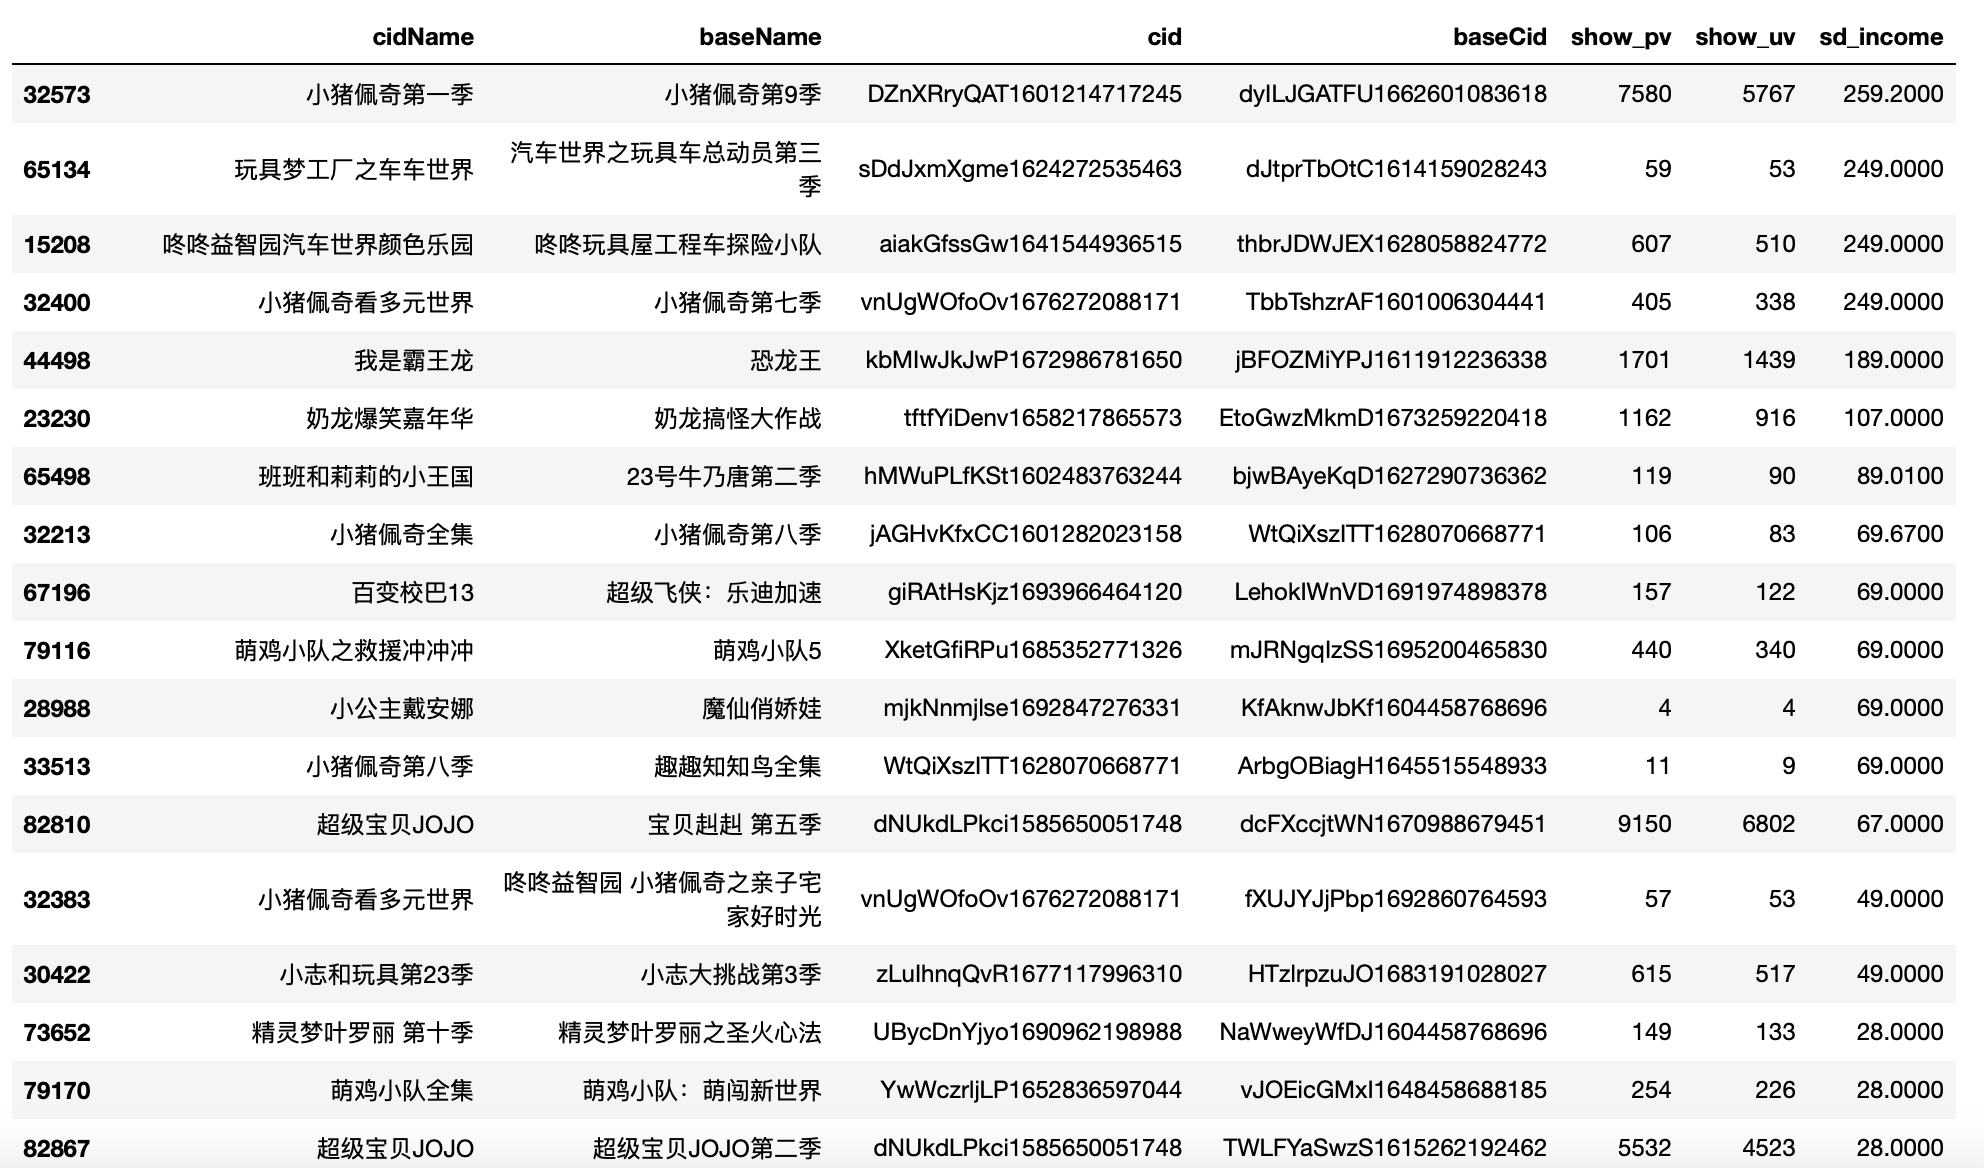 cidName baseName cid baseCid show_pv show_uv sd_income
32573 小猪佩奇第一季 小猪佩奇第9季 DZnXRryQAT1601214717245 dyILJGATFU1662601083618 7580 5767 259.2000
65134 玩具梦工厂之车车世界 汽车世界之玩具车总动员第三 sDdJxmXgme1624272535463 dJtprTbOtC1614159028243 59 53 249.0000
季
15208 咚咚益智园汽车世界颜色乐园 咚咚玩具屋工程车探险小队 aiakGfssGw1641544936515 thbrJDWJEX1628058824772 607 510 249.0000
32400 小猪佩奇看多元世界 小猪佩奇第七季 vnUgWOfoOv1676272088171 TbbTshzrAF1601006304441 405 338 249.0000
44498 我是霸王龙 恐龙王 kbMIwJkJwP1672986781650 jBFOZMiYPJ1611912236338 1701 1439 189.0000
23230 奶龙爆笑嘉年华 奶龙搞怪大作战 tftfYiDenv1658217865573 EtoGwzMkmD1673259220418 1162 916 107.0000
65498 班班和莉莉的小王国 23号牛乃唐第二季 hMWuPLfKSt1602483763244 bjwBAyeKqD1627290736362 119 90 89.0100
32213 小猪佩奇全集 小猪佩奇第八季 jAGHvKfxCC1601282023158 WtQiXszITT1628070668771 106 83 69.6700
67196 百变校巴13 超级飞侠：乐迪加速 giRAtHsKjz1693966464120 LehokIWnVD1691974898378 157 122 69.0000
79116 萌鸡小队之救援冲冲冲 萌鸡小队5 XketGfiRPu1685352771326 mJRNgqIzSS1695200465830 440 340 69.0000
28988 小公主戴安娜 魔仙俏娇娃 mjkNnmjlse1692847276331 KfAknwJbKf1604458768696 4 4 69.0000
33513 小猪佩奇第八季 趣趣知知鸟全集 WtQiXszITT1628070668771 ArbgOBiagH1645515548933 11 9 69.0000
82810 超级宝贝JOJO 宝贝赳赳 第五季 dNUkdLPkci1585650051748 dcFXccjtWN1670988679451 9150 6802 67.0000
32383 小猪佩奇看多元世界 咚咚益智园 小猪佩奇之亲子宅 vnUgWOfoOv1676272088171 fXUJYJjPbp1692860764593 57 53 49.0000
家好时光
30422 小志和玩具第23季 小志大挑战第3季 zLuIhnqQvR1677117996310 HTzlrpzuJO1683191028027 615 517 49.0000
73652 精灵梦叶罗丽 第十季 精灵梦叶罗丽之圣火心法 UBycDnYjyo1690962198988 NaWweyWfDJ1604458768696 149 133 28.0000
79170 萌鸡小队全集 萌鸡小队：萌闯新世界 YwWczrljLP1652836597044 vJOEicGMxI1648458688185 254 226 28.0000
82867 超级宝贝JOJO 超级宝贝JOJO第二季 dNUkdLPkci1585650051748 TWLFYaSwzS1615262192462 5532 4523 28.0000